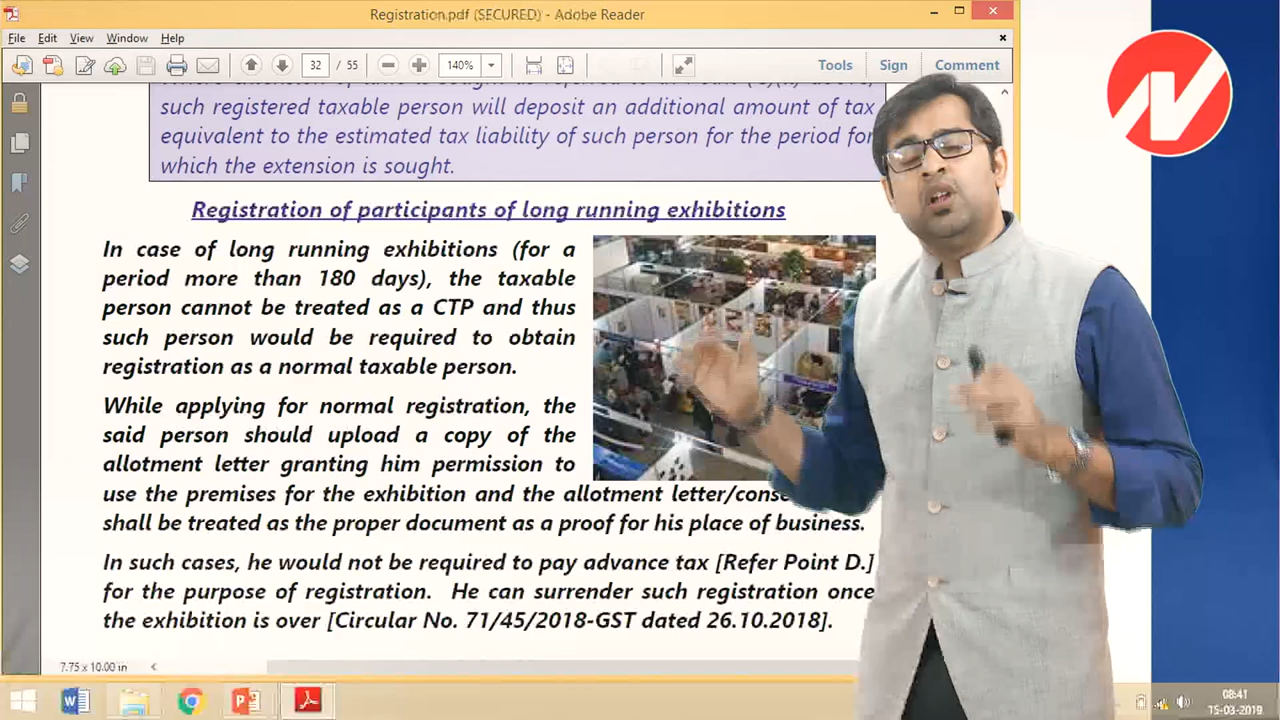 Registration.pdf (SECURED) - Adobe Reader
File Edit View Window Help
32 / 55 140% Tools Sign Comment
such registered taxable person will deposit an additional amount of tax
equivalent to the estimated tax liability of such person for the period for
which the extension is sought.
Registration of participants of long running exhibitions
In case of long running exhibitions (for a
period more than 180 days), the taxable
person cannot be treated as a CTP and thus
such person would be required to obtain
registration as a normal taxable person.
While applying for normal registration, the
said person should upload a copy of the
allotment letter granting him permission to
use the premises for the exhibition and the allotment
shall be treated as the proper document as a proof for his place of business.
In such cases, he would not be required to pay advance tax [Refer Point D.]
for the purpose of registration. He can surrender such registration once
the exhibition is over [Circular No. 71/45/2018-GST dated 26.10.2018].
7.75 x 10.00 in
08:41
15-03-2019